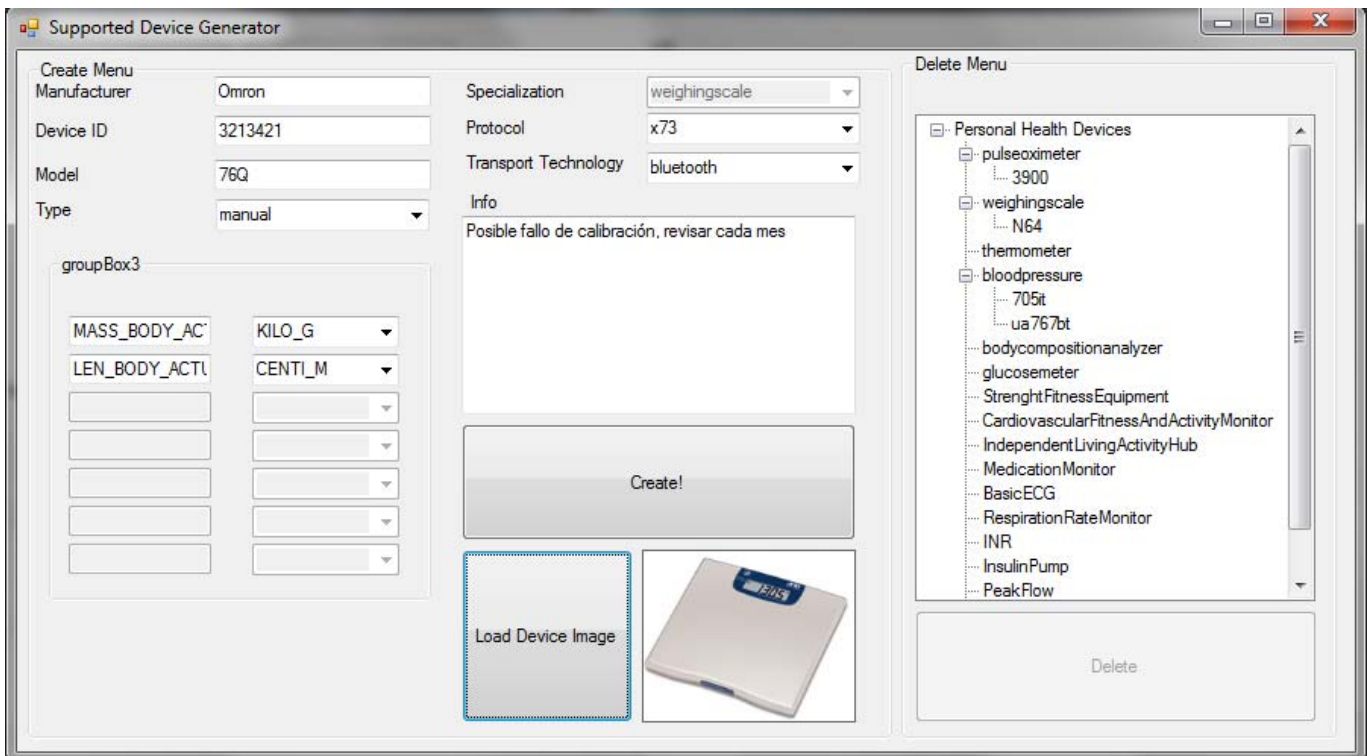 Supported Device Generator
Create Menu
Manufacturer
Omron
Device ID
3213421
Model
76Q
Type
manual
groupBox3
MASS_BODY_AC
KILO_G
LEN_BODY_ACTU
CENTI_M
Specialization
weighingscale
Protocol
x73
Transport Technology
bluetooth
Info
Posible fallo de calibración, revisar cada mes
Create!
Load Device Image
Delete Menu
Personal Health Devices
pulseoximeter
3900
weighingscale
N64
thermometer
bloodpressure
705it
ua767bt
bodycompositionanalyzer
glucosemeter
StrenghtFitnessEquipment
CardiovascularFitnessAndActivityMonitor
IndependentLivingActivityHub
MedicationMonitor
BasicECG
RespirationRateMonitor
INR
InsulinPump
PeakFlow
Delete